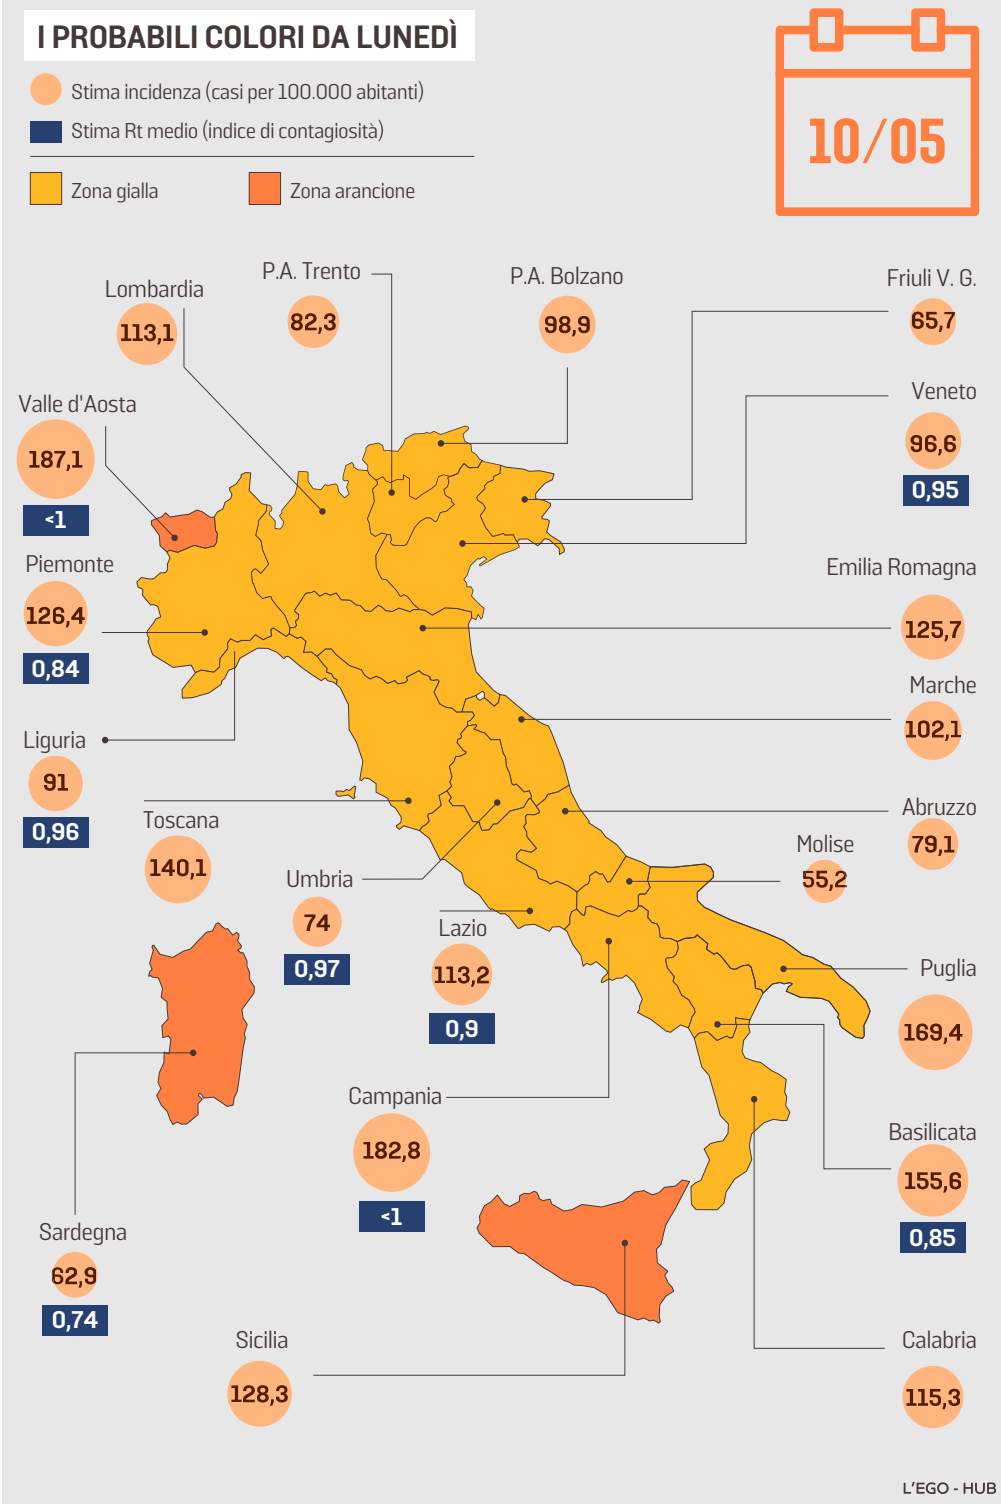 I PROBABILI COLORI DA LUNEDÌ
Stima incidenza (casi per 100.000 abitanti)
Stima Rt medio (indice di contagiosità)
Zona gialla
Zona arancione
10/05
Lombardia
113,1
P.A. Trento
82,3
P.A. Bolzano
98,9
Friuli V. G.
65,7
Valle d'Aosta
187,1
<1
Veneto
96,6
0,95
Piemonte
126,4
0,84
Emilia Romagna
125,7
Marche
102,1
Liguria
91
0,96
Toscana
140,1
Abruzzo
79,1
Molise
55,2
Umbria
74
0,97
Lazio
113,2
0,9
Puglia
169,4
Campania
182,8
<1
Basilicata
155,6
0,85
Sardegna
62,9
0,74
Sicilia
128,3
Calabria
115,3
L'EGO - HUB